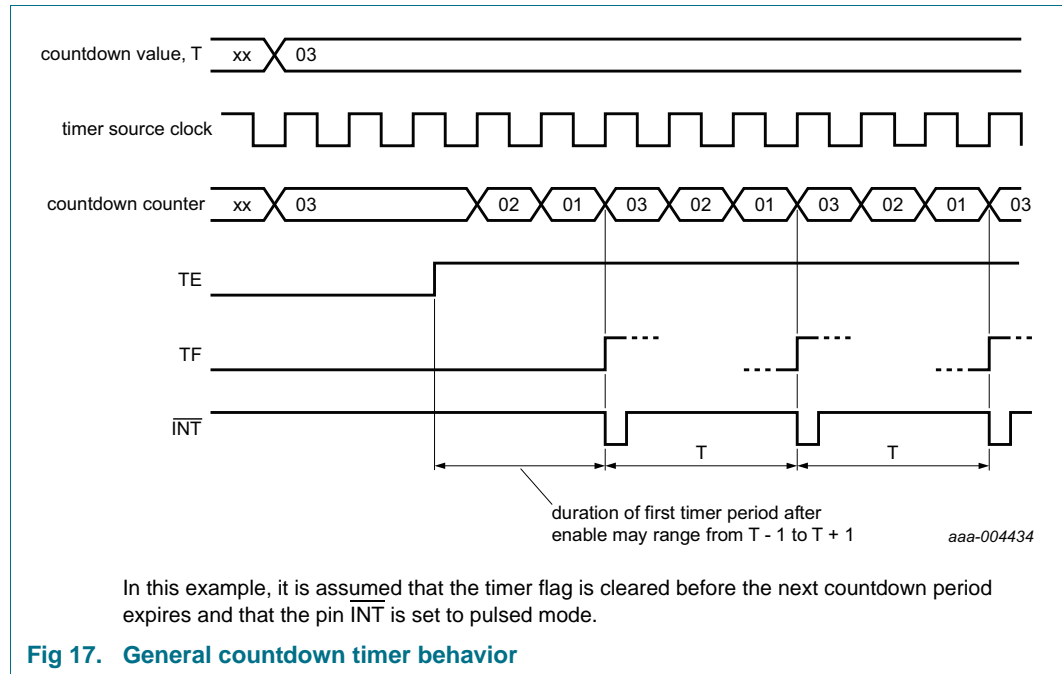 countdown value, T xx 03
timer source clock
countdown counter xx 03 02 01 03 02 01 03 02 01 03
TE
TF
INT
T T
duration of first timer period after
enable may range from T - 1 to T + 1
aaa-004434
In this example, it is assumed that the timer flag is cleared before the next countdown period
expires and that the pin INT is set to pulsed mode.
Fig 17. General countdown timer behavior